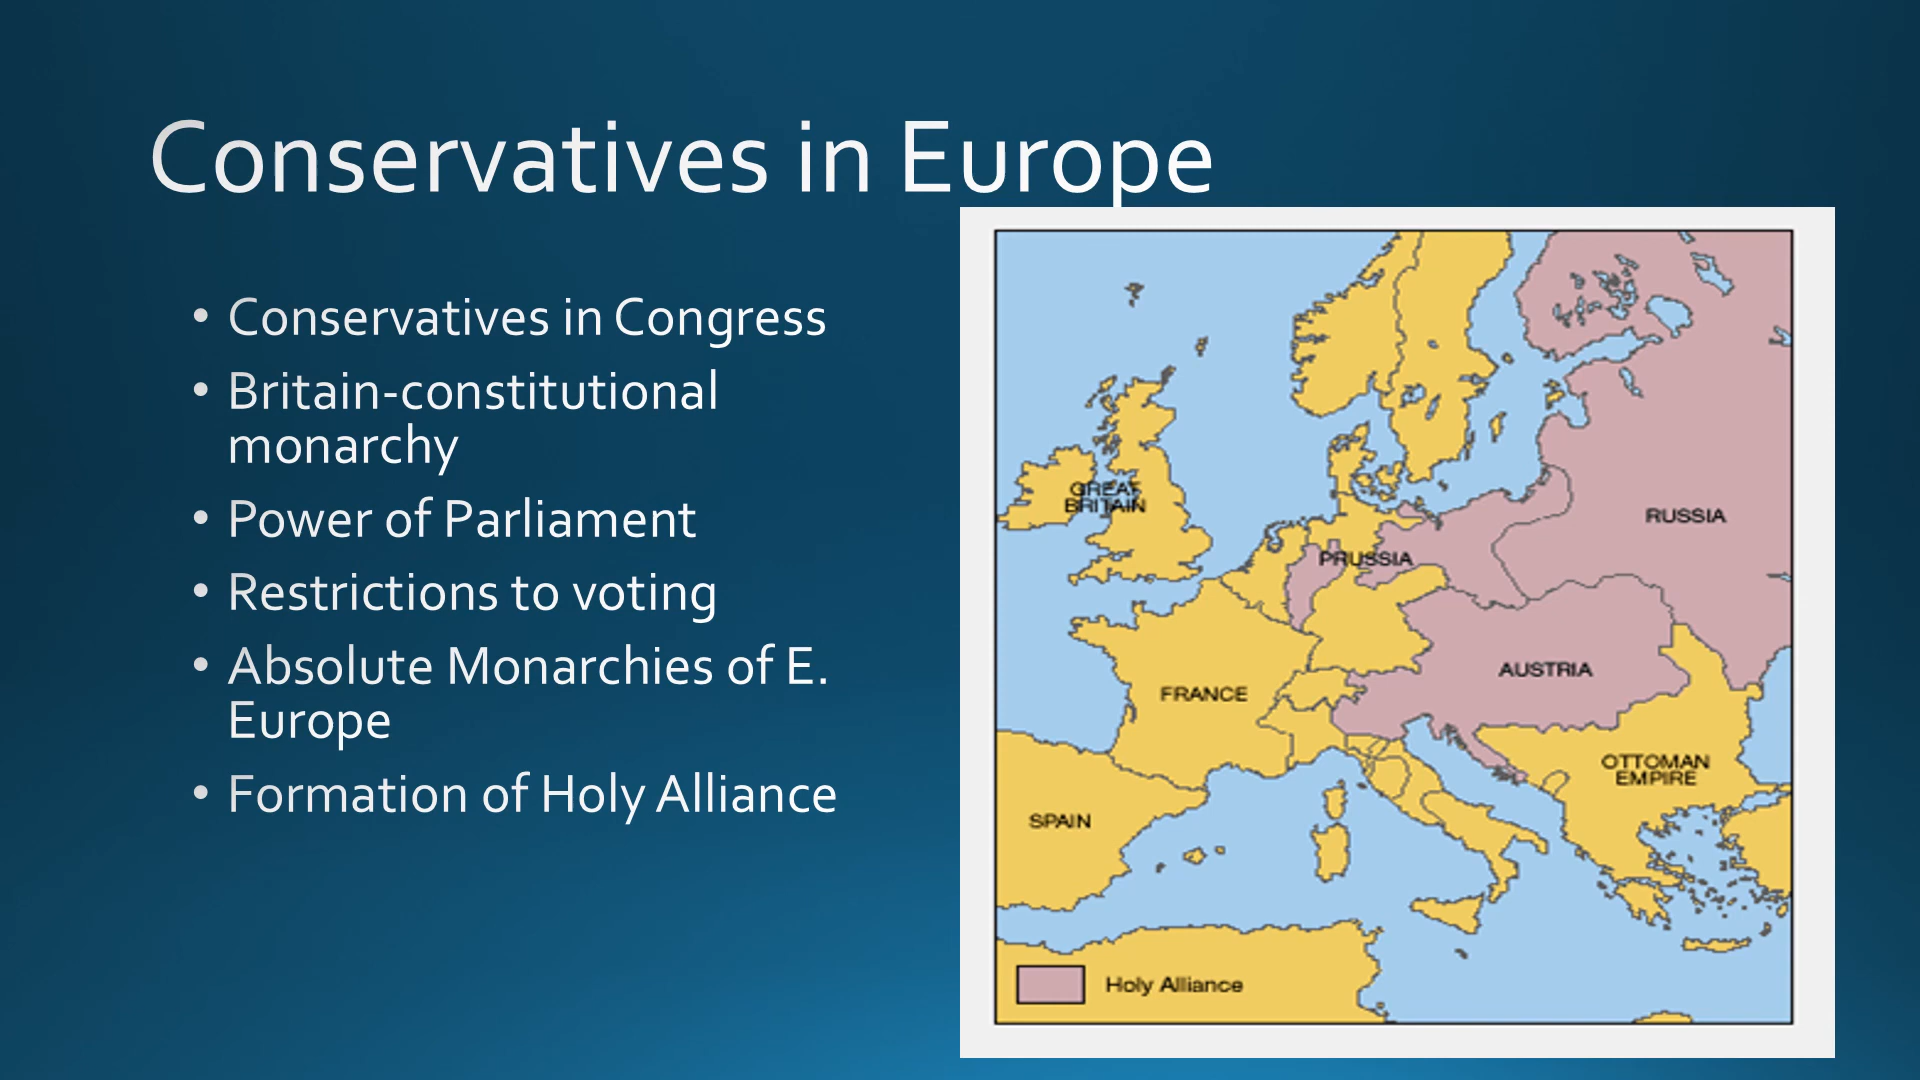 Conservatives in Europe
• Conservatives in Congress
• Britain-constitutional
monarchy
• Power of Parliament
• Restrictions to voting
• Absolute Monarchies of E.
Europe
• Formation of Holy Alliance
GREAT
BRITAIN
PRUSSIA
RUSSIA
AUSTRIA
FRANCE
OTTOMAN
EMPIRE
SPAIN
Holy Alliance